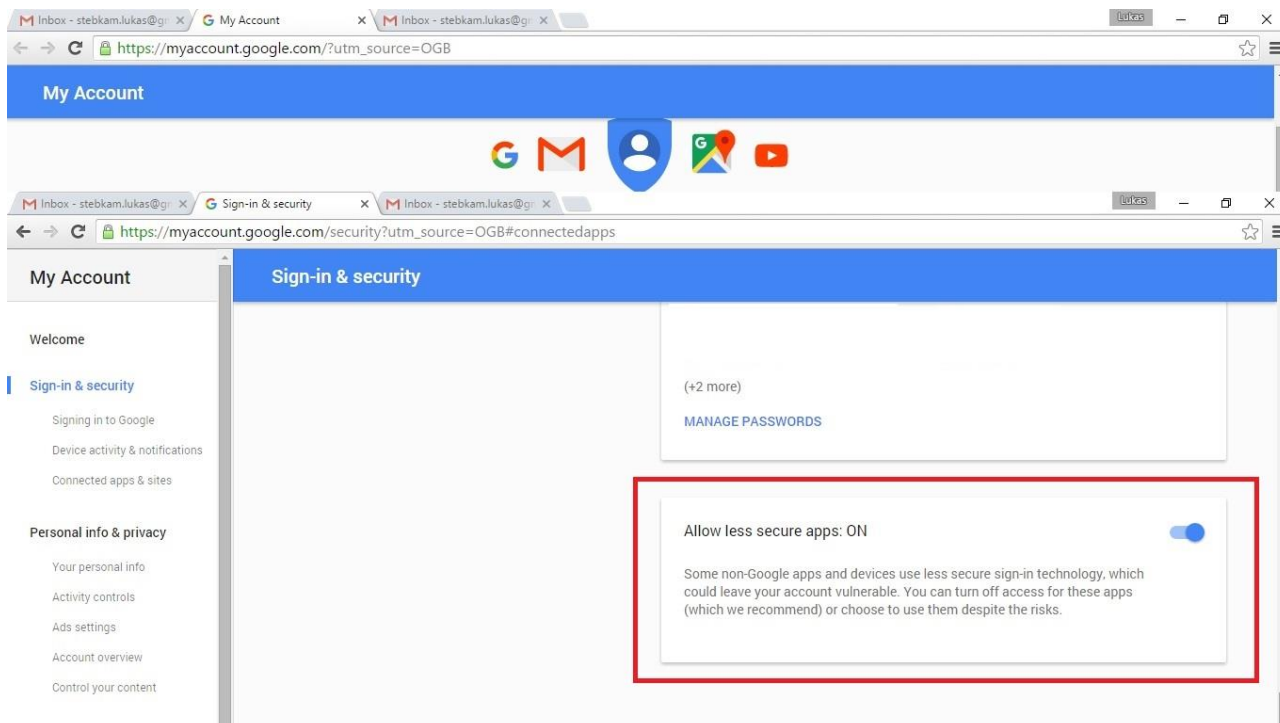 Inbox - stebkam.lukas@g
My Account
Inbox - stebkam.lukas@g
Lukas
https://myaccount.google.com/?utm_source=OGB
My Account
Inbox - stebkam.lukas@g
Sign-in & security
Inbox - stebkam.lukas@g
Lukas
https://myaccount.google.com/security?utm_source=OGB#connectedapps
My Account
Sign-in & security
Welcome
Sign-in & security
Signing in to Google
Device activity & notifications
Connected apps & sites
Personal info & privacy
Your personal info
Activity controls
Ads settings
Account overview
Control your content
(+2 more)
MANAGE PASSWORDS
Allow less secure apps: ON
Some non-Google apps and devices use less secure sign-in technology, which
could leave your account vulnerable. You can turn off access for these apps
(which we recommend) or choose to use them despite the risks.